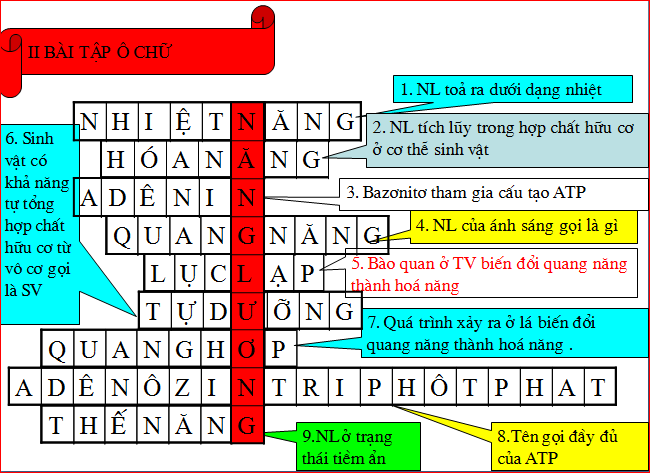 II BÀI TẬP Ô CHỮ
1. NL toả ra dưới dạng nhiệt
N H I Ệ T N Ă N G
2. NL tích lũy trong hợp chất hữu cơ
ở cơ thể sinh vật
H Ó A N Ă N G
3. Bazơnitơ tham gia cấu tạo ATP
A D Ê N I N
4. NL của ánh sáng gọi là gì
Q U A N G N Ă N G
5. Bào quan ở TV biến đổi quang năng
thành hoá năng
L Ụ C L Ạ P
6. Sinh
vật có
khả năng
tự tổng
hợp chất
hữu cơ từ
vô cơ gọi
là SV
T Ự D Ư Ỡ N G
7. Quá trình xảy ra ở lá biến đổi
quang năng thành hoá năng .
Q U A N G H Ơ P
A D Ê N Ô Z I N T R I P H Ô T P H A T
T H Ế N Ă N G
9.NL ở trạng
thái tiềm ẩn
8.Tên gọi đầy đủ
của ATP